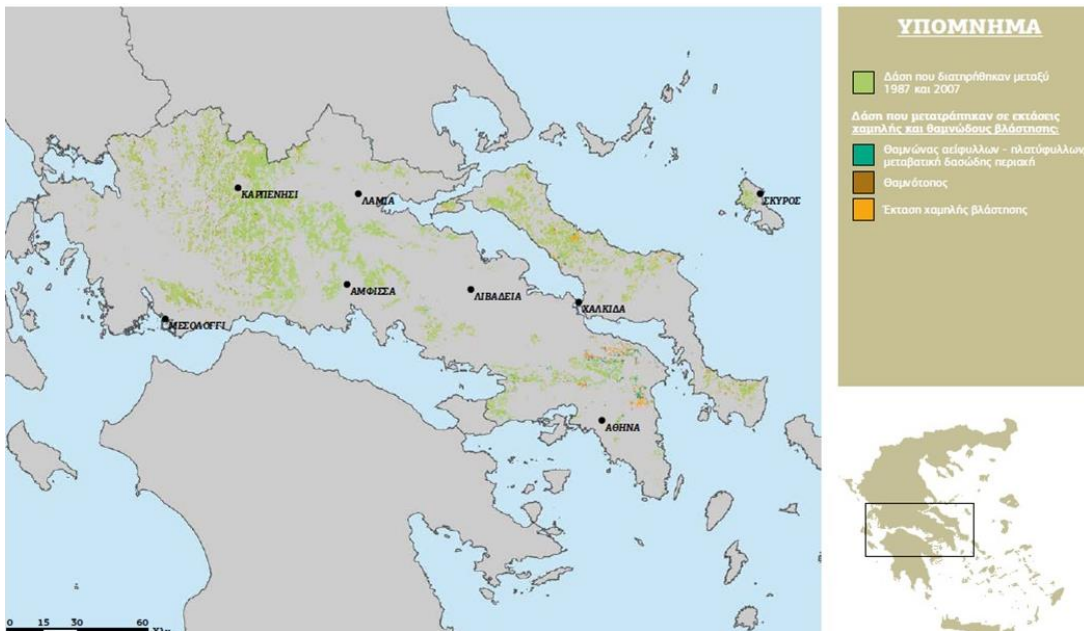 ΥΠΟΜΝΗΜΑ
Δάση που διατηρήθηκαν μεταξύ
1987 και 2007
Δάση που μετατράπηκαν σε εκτάσεις
χαμηλής και θαμνώδους βλάστησης:
Θαμνώνας αείφυλλων - πλατύφυλλων,
μεταβατική δασώδης περιοχή
Θαμνότοπος
Έκταση χαμηλής βλάστησης
ΚΑΡΠΕΝΗΣΙ
ΛΑΜΙΑ
ΣΚΥΡΟΣ
ΑΜΦΙΣΣΑ
ΛΙΒΑΔΕΙΑ
ΧΑΛΚΙΔΑ
ΜΕΣΟΛΟΓΓΙ
ΑΘΗΝΑ
0 15 30 60